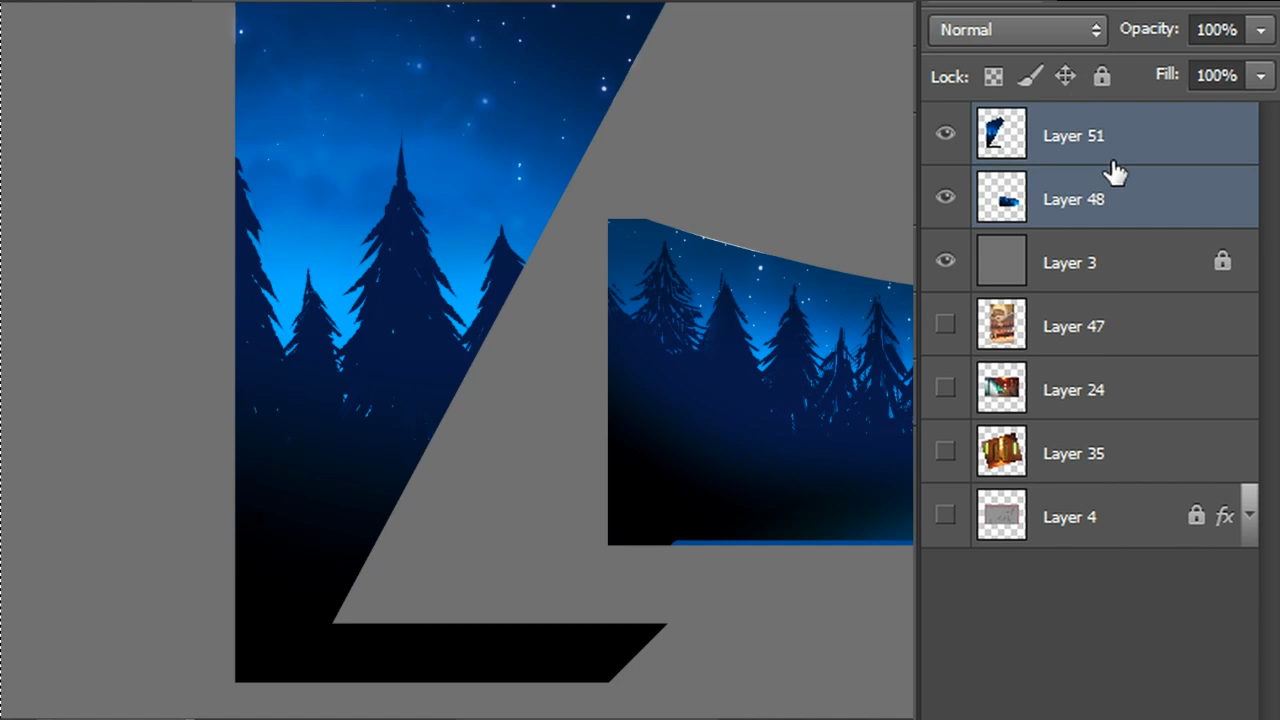 Normal
Opacity:
100%
Lock:
Fill:
100%
Layer 51
Layer 48
Layer 3
Layer 47
Layer 24
Layer 35
Layer 4
fx